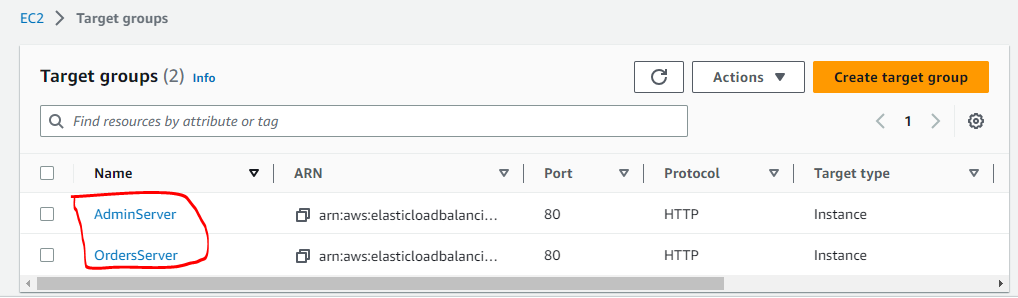 EC2 > Target groups
Target groups (2) Info
Actions
Create target group
Find resources by attribute or tag
1
Name ARN Port Protocol Target type
AdminServer arn:aws:elasticloadbalanci... 80 HTTP Instance
OrdersServer arn:aws:elasticloadbalanci... 80 HTTP Instance